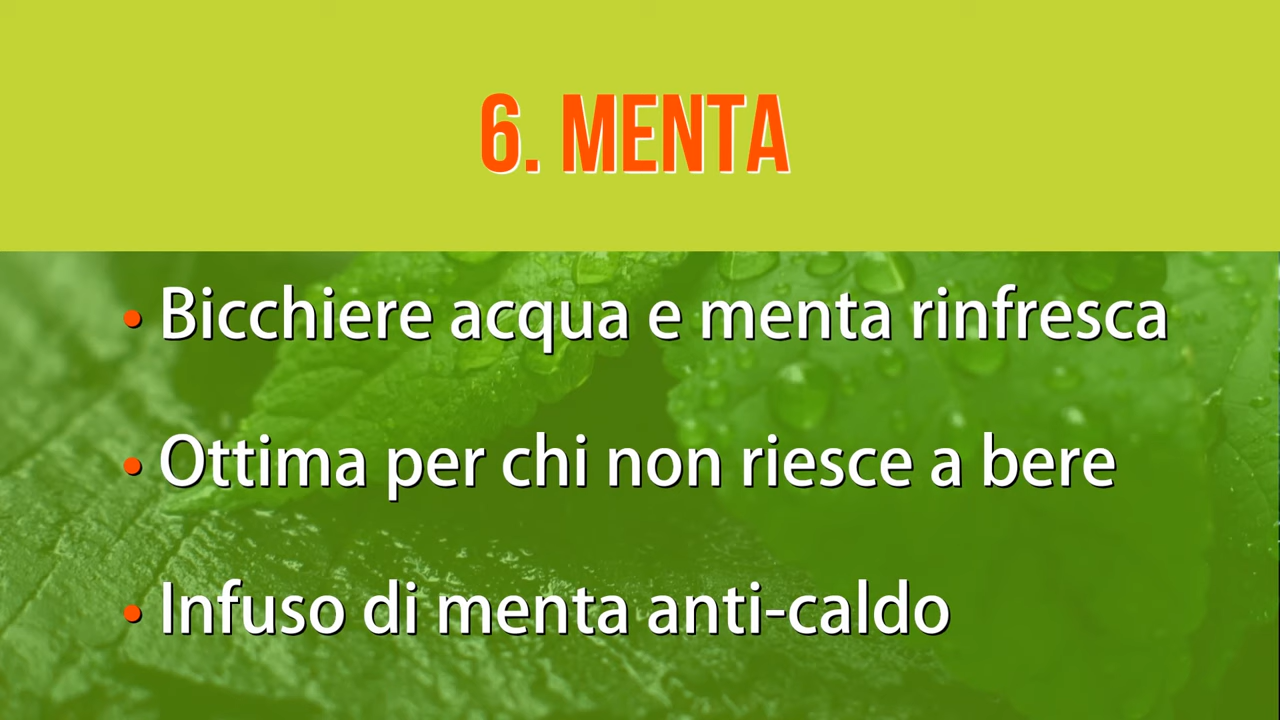 6. MENTA
• Bicchiere acqua e menta rinfresca
• Ottima per chi non riesce a bere
• Infuso di menta anti-caldo